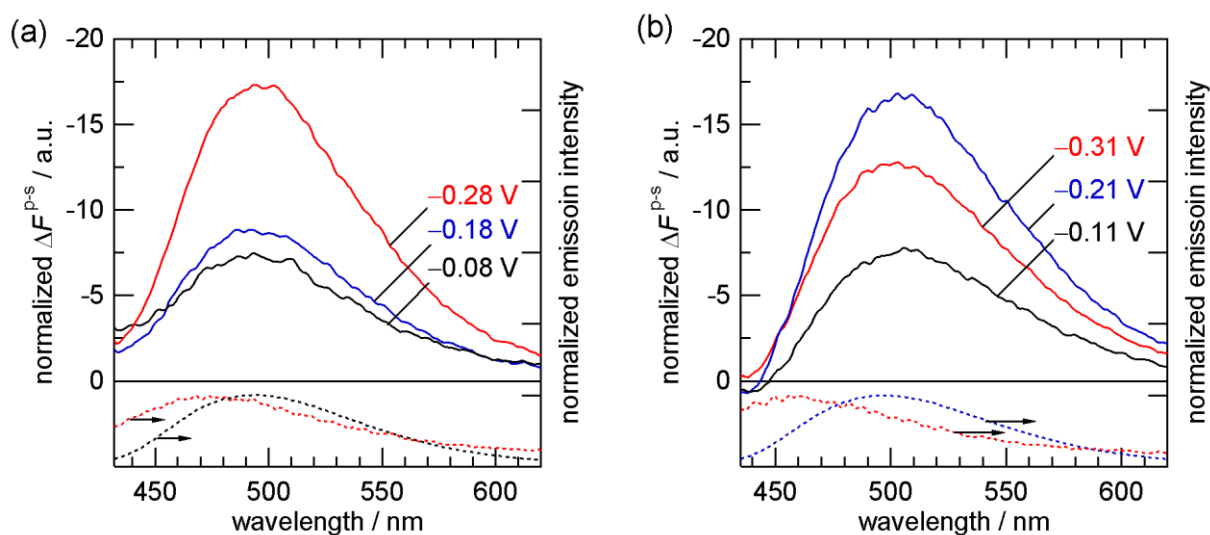 (a)
-20
-15
-10
-5
0
normalized ΔF^p-s / a.u.
normalized emissoin intensity
−0.28 V
−0.18 V
−0.08 V
450 500 550 600
wavelength / nm
(b)
-20
-15
-10
-5
0
normalized ΔF^p-s / a.u.
normalized emissoin intensity
−0.31 V
−0.21 V
−0.11 V
450 500 550 600
wavelength / nm